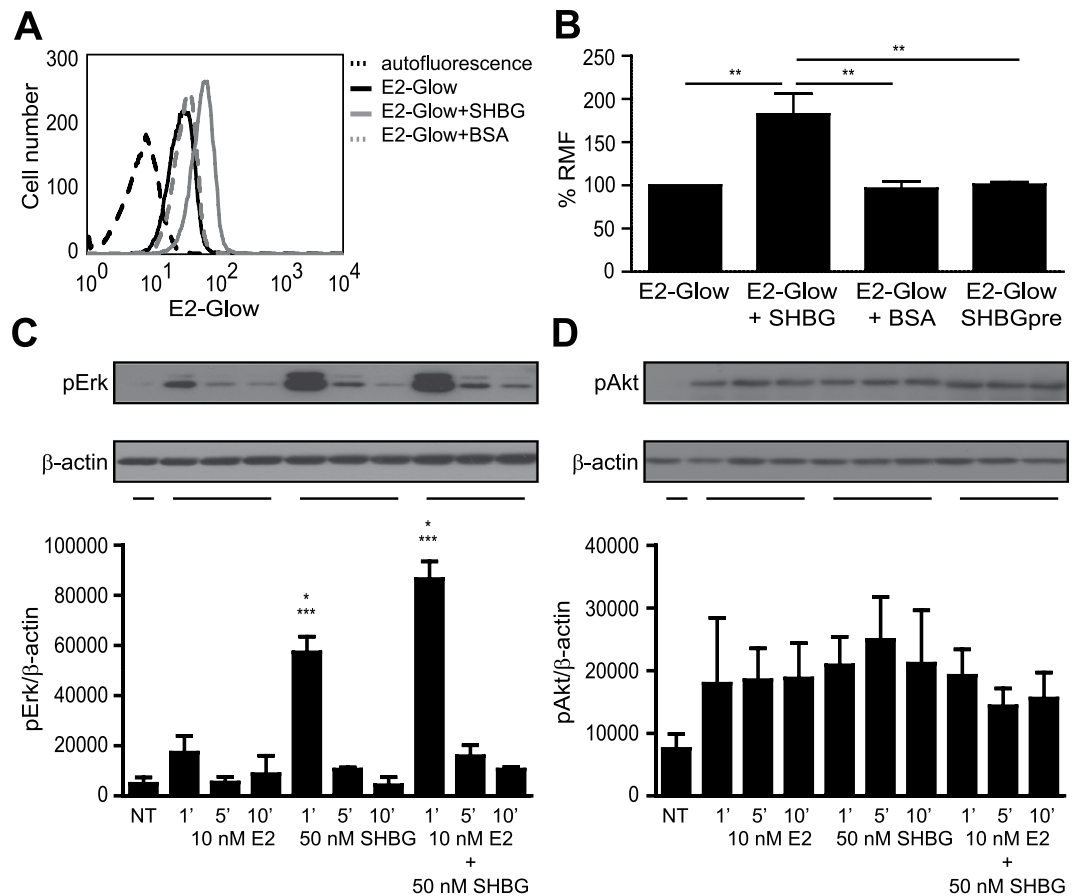 A
300
200
100
0
Cell number
10^0 10^1 10^2 10^3 10^4
E2-Glow
autofluorescence
E2-Glow
E2-Glow+SHBG
E2-Glow+BSA
B
250
200
150
100
50
0
% RMF
** ** **
E2-Glow
E2-Glow + SHBG
E2-Glow + BSA
E2-Glow SHBGpre
C
pErk
β-actin
100000
80000
60000
40000
20000
0
pErk/β-actin
*
***
*
***
NT 1’ 5’ 10’ 1’ 5’ 10’ 1’ 5’ 10’
10 nM E2 50 nM SHBG 10 nM E2
+
50 nM SHBG
D
pAkt
β-actin
40000
30000
20000
10000
0
pAkt/β-actin
NT 1’ 5’ 10’ 1’ 5’ 10’ 1’ 5’ 10’
10 nM E2 50 nM SHBG 10 nM E2
+
50 nM SHBG